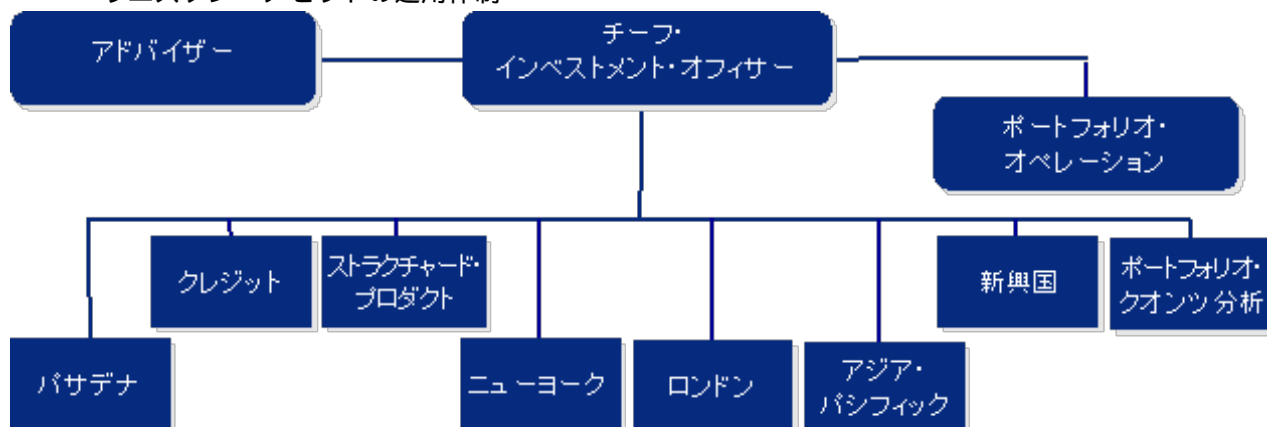 アドバイザー
チーフ・
インベストメント・オフィサー
ポートフォリオ・
オペレーション
クレジット
ストラクチャード・
プロダクト
新興国
ポートフォリオ・
クオンツ分析
パサデナ
ニューヨーク
ロンドン
アジア・
パシフィック